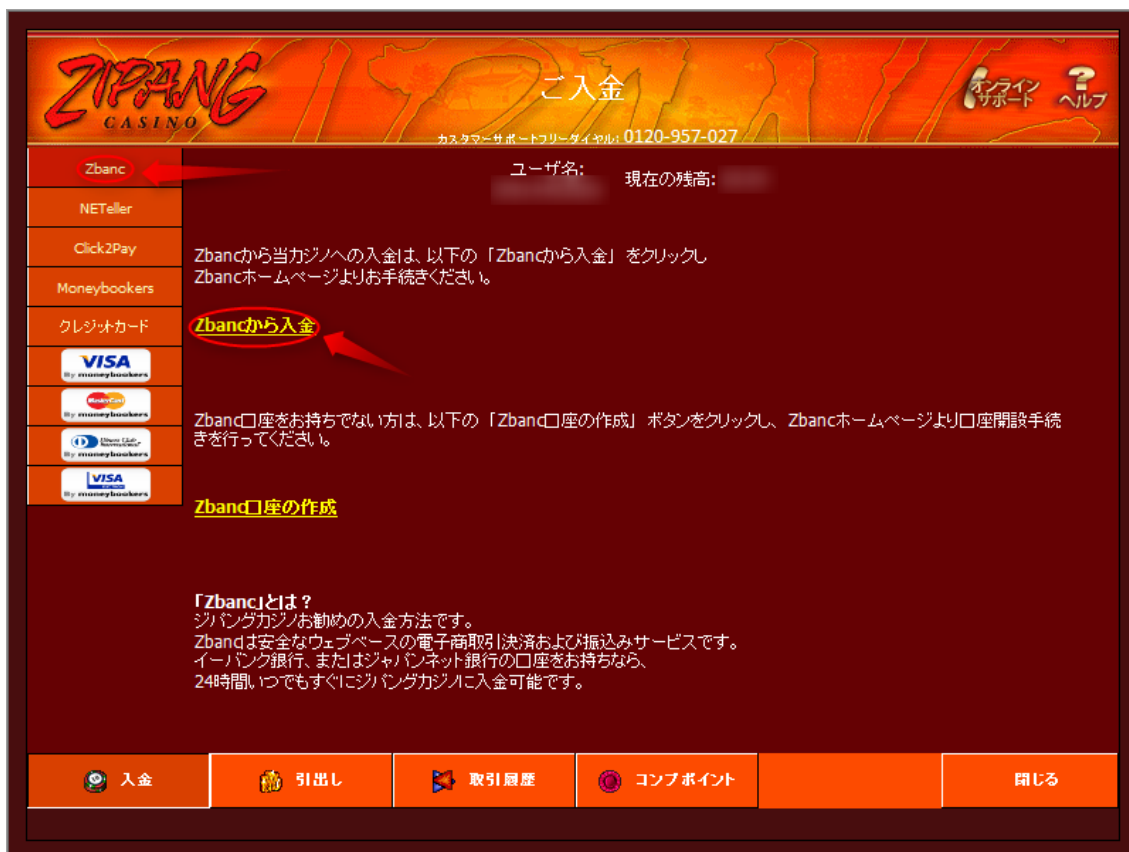 ZIPANG
CASINO
ご入金
オンライン
サポート
?
ヘルプ
カスタマーサポートフリーダイヤル: 0120-957-027
Zbanc
NETeller
Click2Pay
Moneybookers
クレジットカード
VISA
By moneybookers
MasterCard
By moneybookers
Diners Club
International
By moneybookers
VISA
By moneybookers
ユーザ名:
現在の残高:
Zbancから当カジノへの入金は、以下の「Zbancから入金」をクリックし
Zbancホームページよりお手続きください。
Zbancから入金
Zbanc口座をお持ちでない方は、以下の「Zbanc口座の作成」ボタンをクリックし、Zbancホームページより口座開設手続
きを行ってください。
Zbanc口座の作成
「Zbanc」とは？
ジパングカジノお勧めの入金方法です。
Zbancは安全なウェブベースの電子商取引決済および振込みサービスです。
イーバンク銀行、またはジャパンネット銀行の口座をお持ちなら、
24時間いつでもすぐにジパングカジノに入金可能です。
入金
引出し
取引履歴
コンプポイント
閉じる